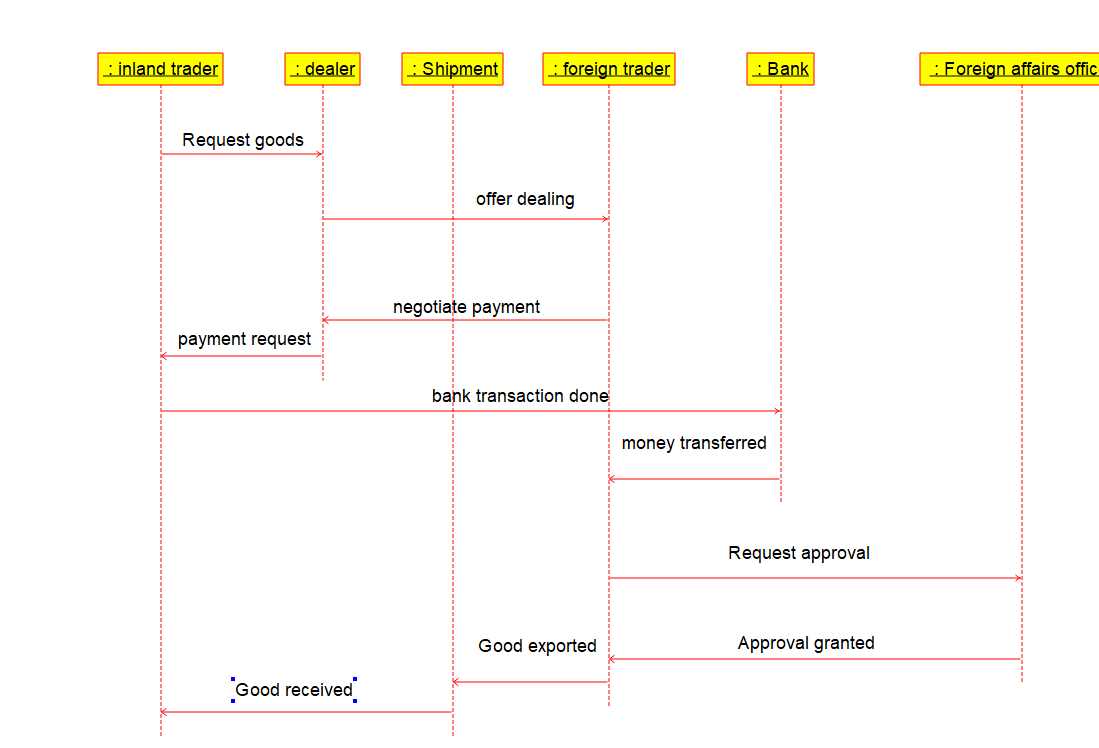 : inland trader
: dealer
: Shipment
: foreign trader
: Bank
: Foreign affairs offic
Request goods
offer dealing
negotiate payment
payment request
bank transaction done
money transferred
Request approval
Approval granted
Good exported
Good received